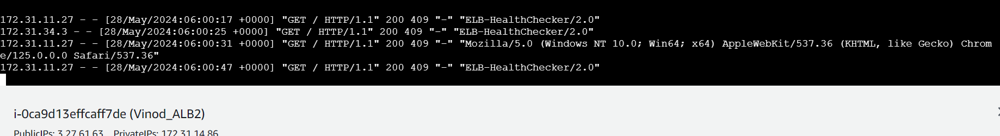 172.31.11.27 - - [28/May/2024:06:00:17 +0000] "GET / HTTP/1.1" 200 409 "-" "ELB-HealthChecker/2.0"
172.31.34.3 - - [28/May/2024:06:00:25 +0000] "GET / HTTP/1.1" 200 409 "-" "ELB-HealthChecker/2.0"
172.31.11.27 - - [28/May/2024:06:00:31 +0000] "GET / HTTP/1.1" 200 409 "-" "Mozilla/5.0 (Windows NT 10.0; Win64; x64) AppleWebKit/537.36 (KHTML, like Gecko) Chrom
e/125.0.0.0 Safari/537.36"
172.31.11.27 - - [28/May/2024:06:00:47 +0000] "GET / HTTP/1.1" 200 409 "-" "ELB-HealthChecker/2.0"
i-0ca9d13effcaff7de (Vinod_ALB2)
PublicIPs: 3.27.61.63 PrivateIPs: 172.31.14.86